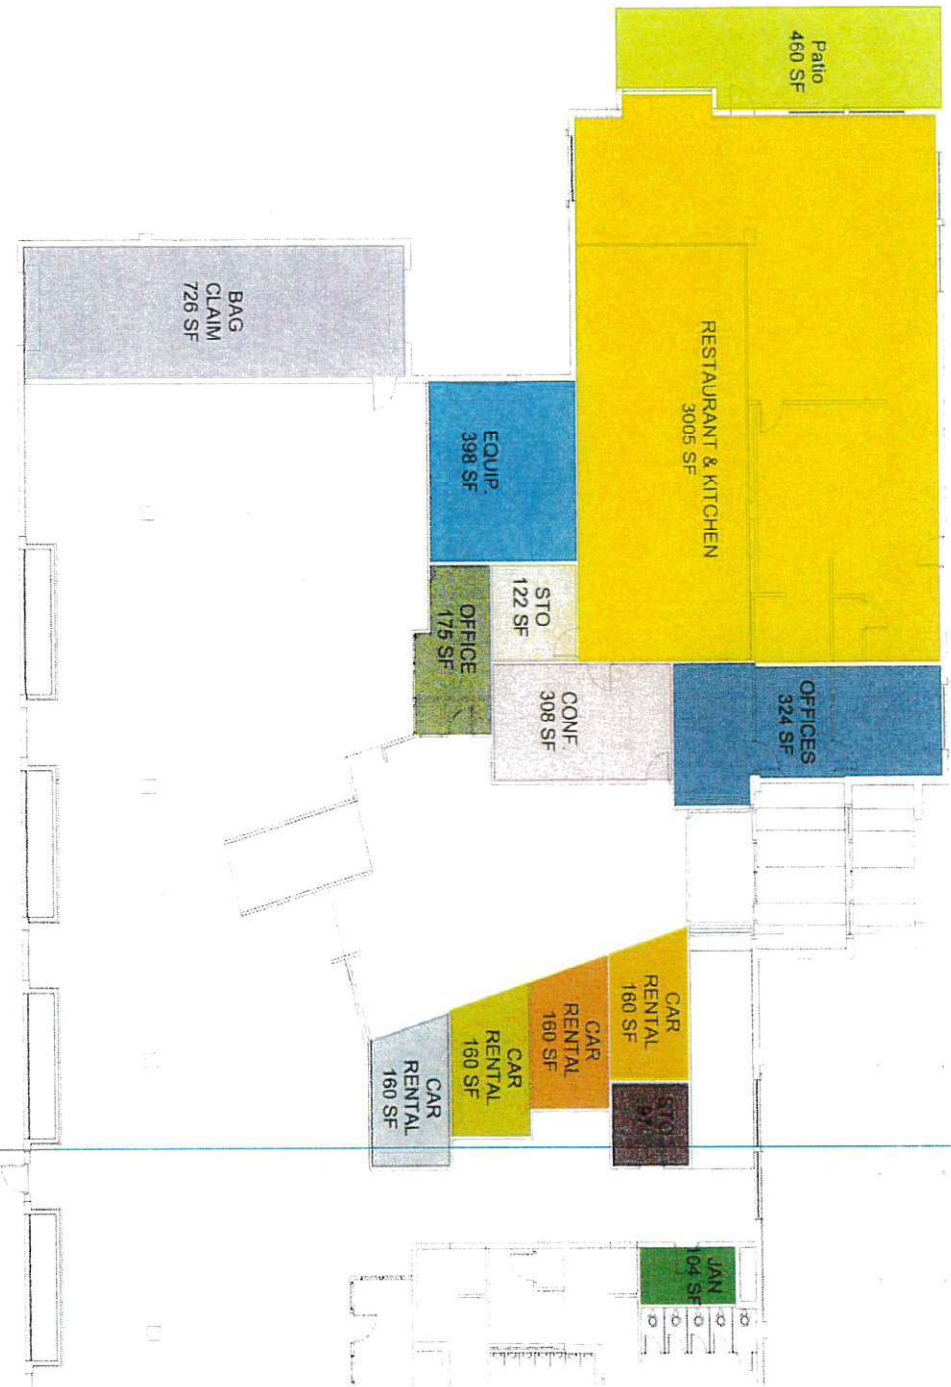 Patio
460 SF
RESTAURANT & KITCHEN
3005 SF
BAG
CLAIM
726 SF
EQUIP.
398 SF
STO
122 SF
OFFICE
175 SF
CONF.
308 SF
OFFICES
324 SF
CAR
RENTAL
160 SF
CAR
RENTAL
160 SF
CAR
RENTAL
160 SF
CAR
RENTAL
160 SF
STO
JAN
104 SF